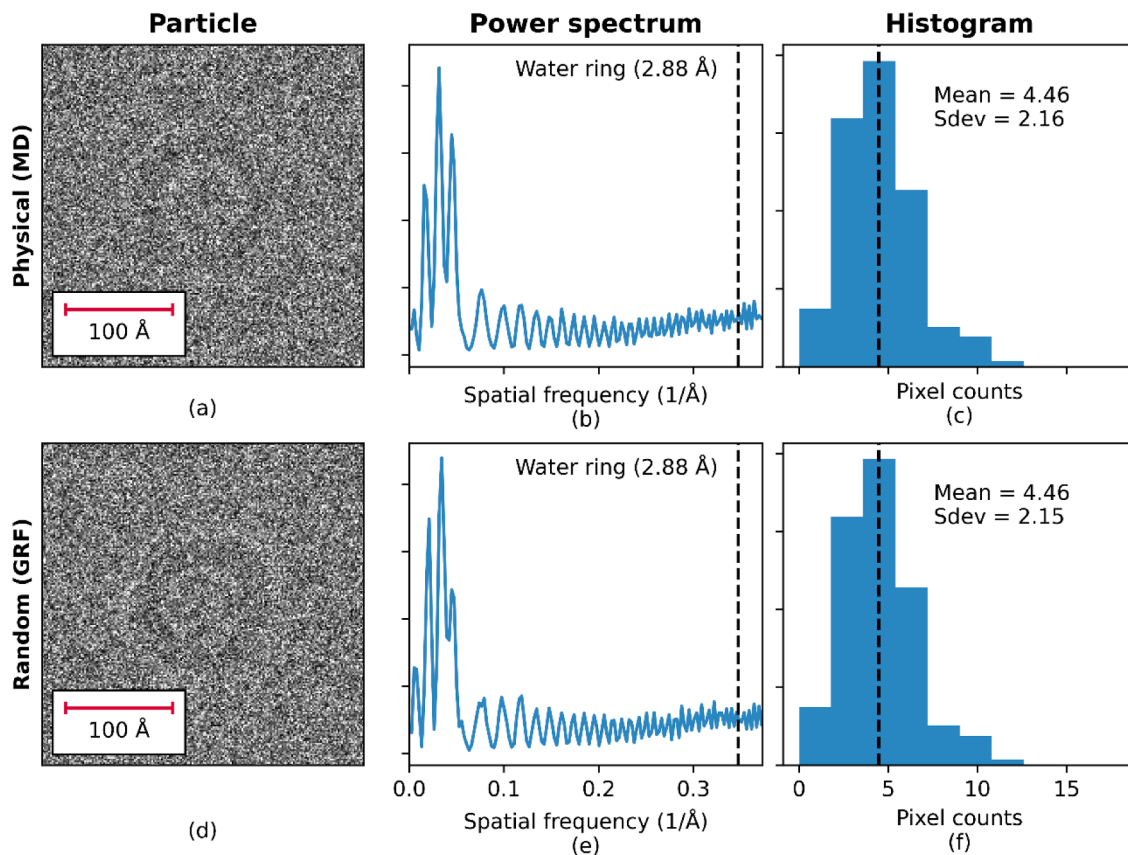 Particle
Power spectrum
Histogram
Physical (MD)
100 Å
(a)
Water ring (2.88 Å)
Spatial frequency (1/Å)
(b)
Mean = 4.46
Sdev = 2.16
Pixel counts
(c)
Random (GRF)
100 Å
(d)
Water ring (2.88 Å)
0.0 0.1 0.2 0.3
Spatial frequency (1/Å)
(e)
Mean = 4.46
Sdev = 2.15
0 5 10 15
Pixel counts
(f)